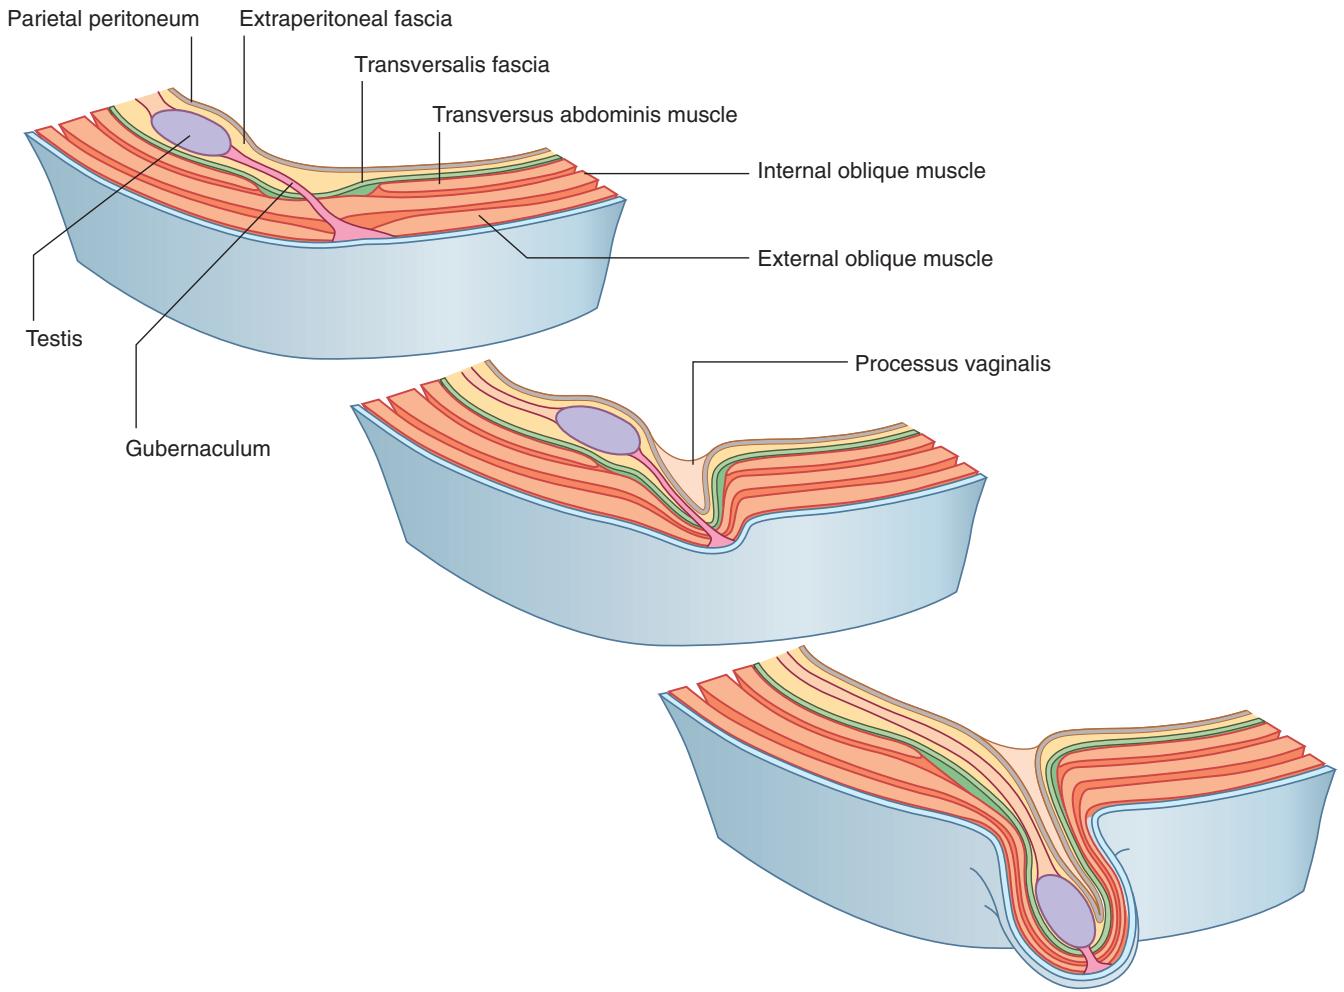 Parietal peritoneum
Extraperitoneal fascia
Transversalis fascia
Transversus abdominis muscle
Internal oblique muscle
External oblique muscle
Testis
Processus vaginalis
Gubernaculum